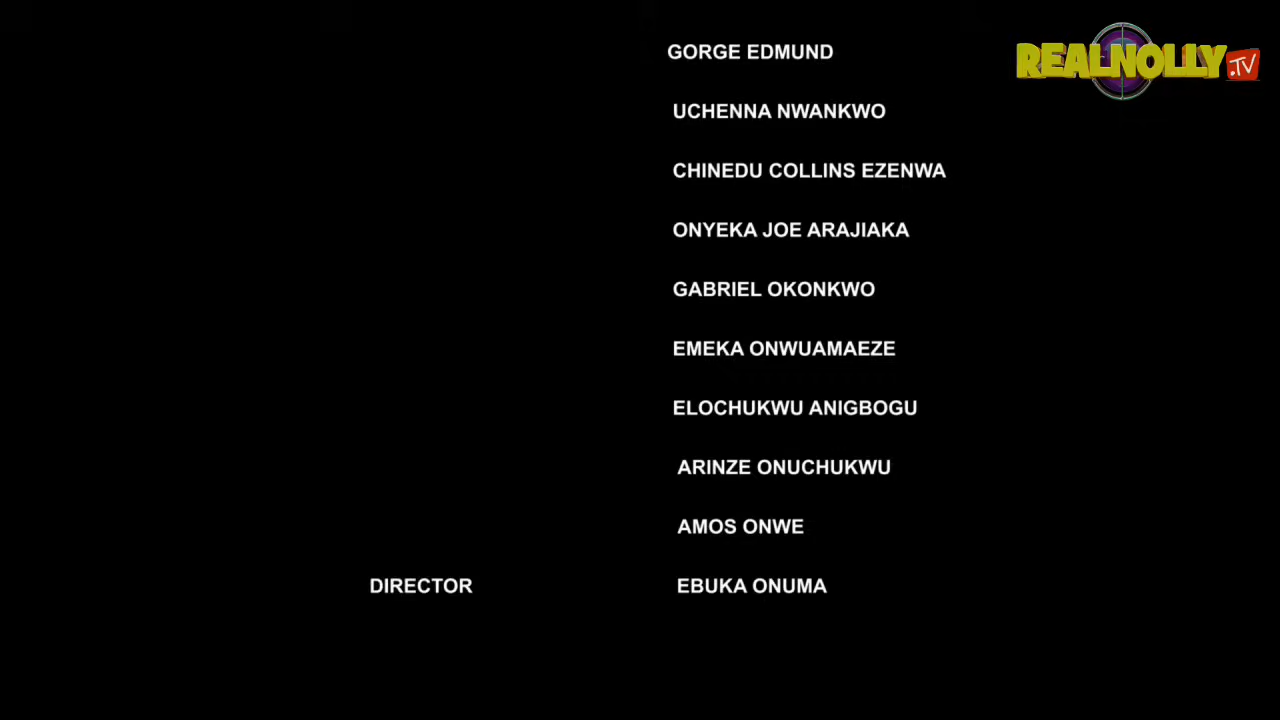 GORGE EDMUND
REALNOLLY.TV
UCHENNA NWANKWO
CHINEDU COLLINS EZENWA
ONYEKA JOE ARAJIAKA
GABRIEL OKONKWO
EMEKA ONWUAMAEZE
ELOCHUKWU ANIGBOGU
ARINZE ONUCHUKWU
AMOS ONWE
DIRECTOR EBUKA ONUMA